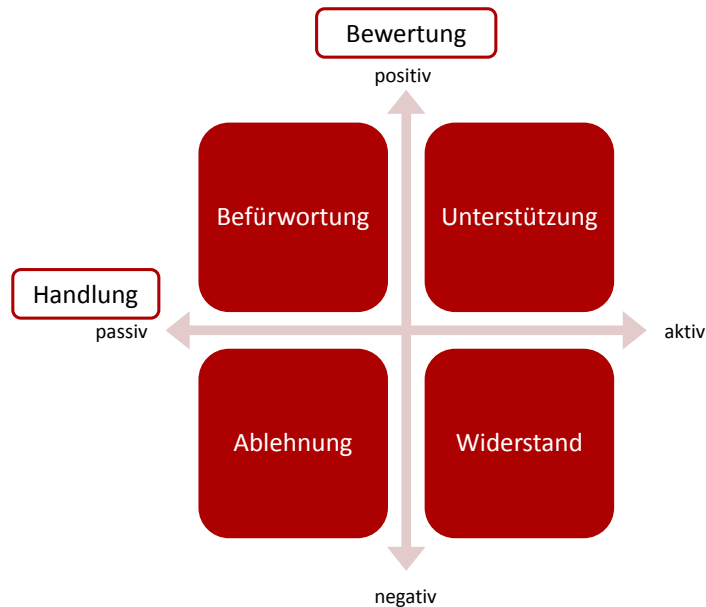 Bewertung
positiv
Befürwortung
Unterstützung
Handlung
passiv
aktiv
Ablehnung
Widerstand
negativ